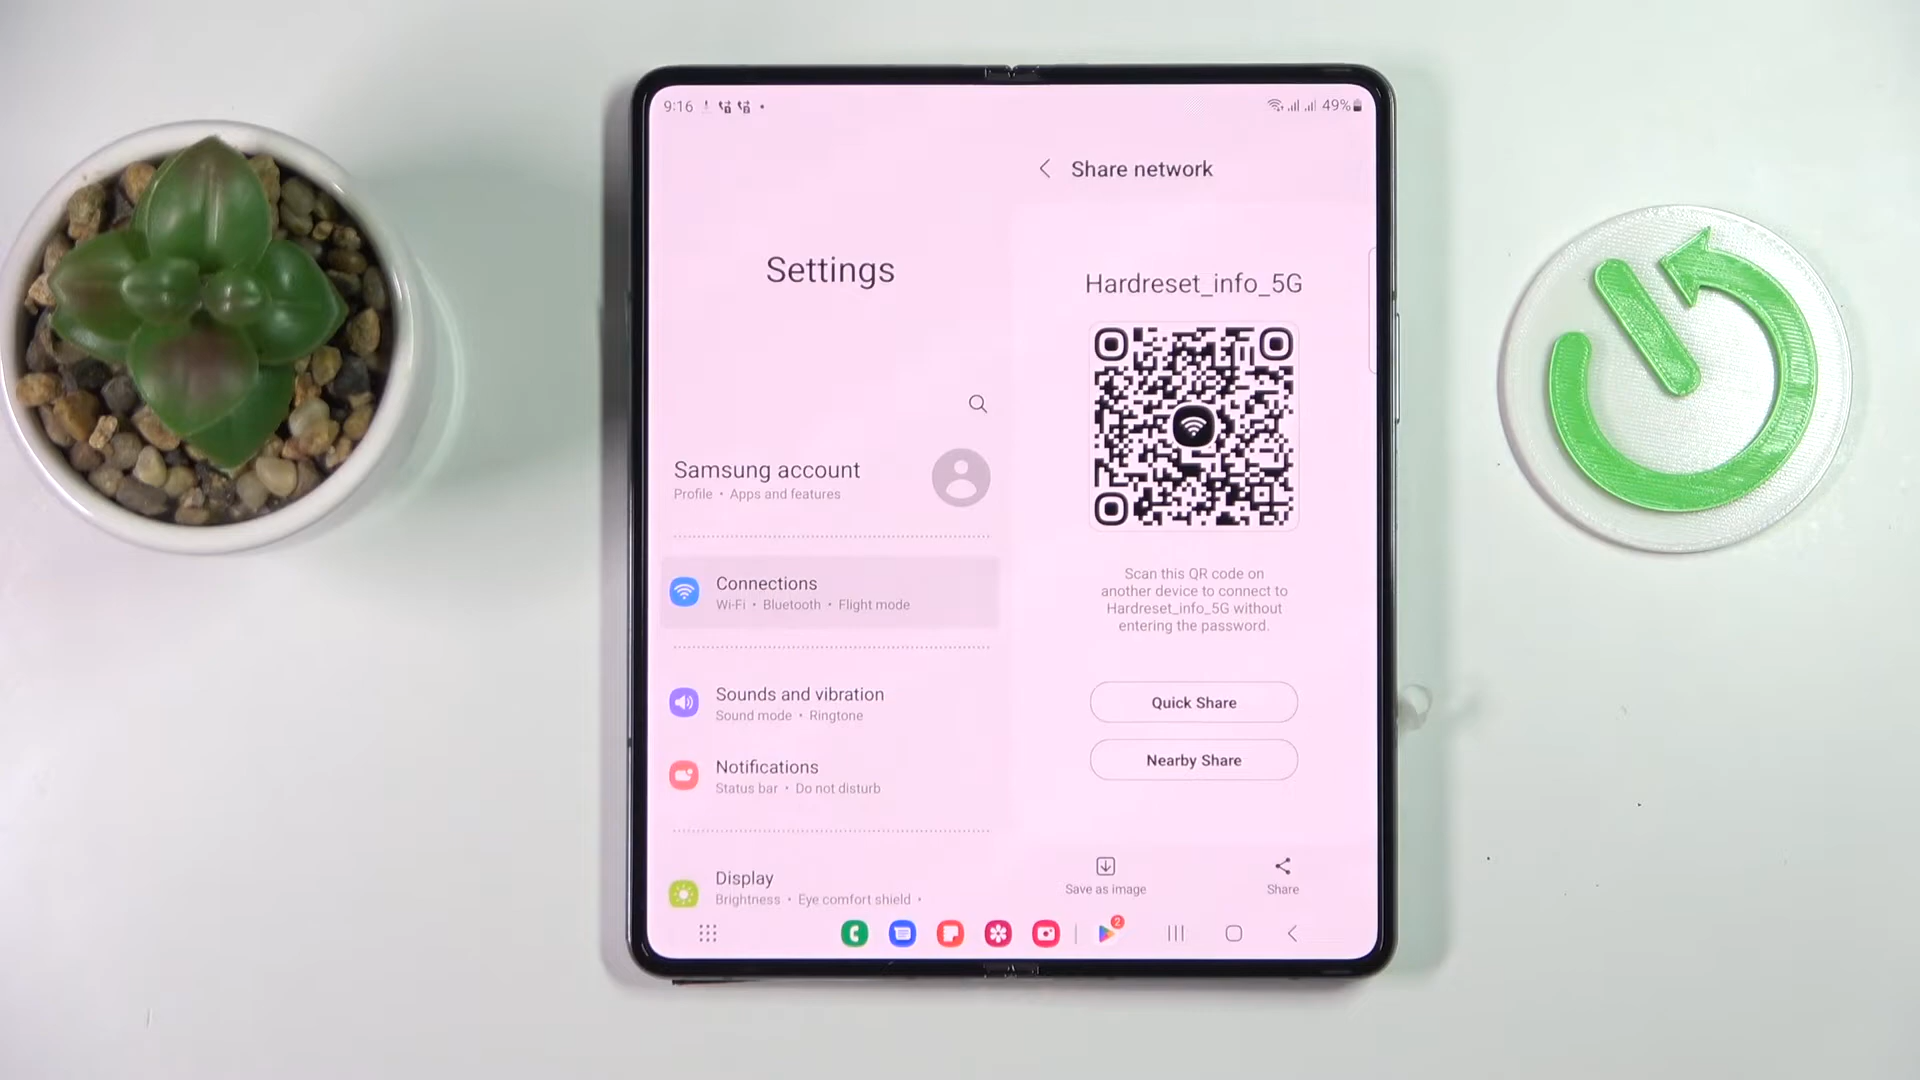 9:16
49%
Settings
Samsung account
Profile • Apps and features
Connections
Wi-Fi • Bluetooth • Flight mode
Sounds and vibration
Sound mode • Ringtone
Notifications
Status bar • Do not disturb
Display
Brightness • Eye comfort shield •
Share network
Hardreset_info_5G
Scan this QR code on
another device to connect to
Hardreset_info_5G without
entering the password.
Quick Share
Nearby Share
Save as image
Share
2